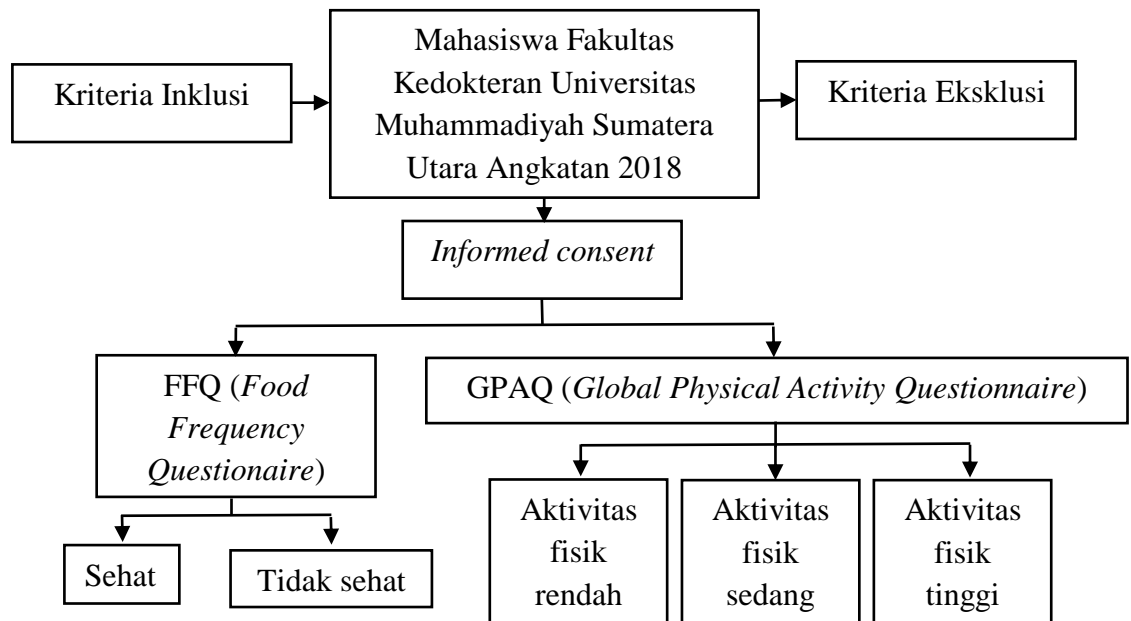 Kriteria Inklusi
Mahasiswa Fakultas
Kedokteran Universitas
Muhammadiyah Sumatera
Utara Angkatan 2018
Kriteria Eksklusi
Informed consent
FFQ (Food
Frequency
Questionaire)
GPAQ (Global Physical Activity Questionnaire)
Sehat
Tidak sehat
Aktivitas
fisik
rendah
Aktivitas
fisik
sedang
Aktivitas
fisik
tinggi